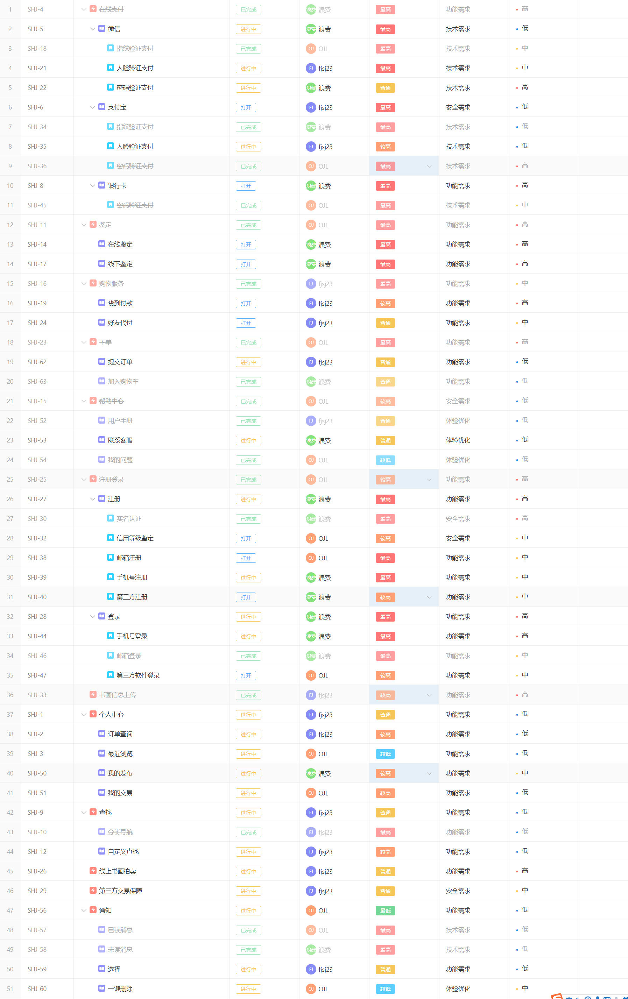 1 SHJ-4 在线支付 已完成 浪费 浪费 最高 功能需求 高
2 SHJ-5 微信 进行中 浪费 浪费 最高 技术需求 低
3 SHJ-18 指纹验证支付 已完成 OJ OJL 最高 技术需求 中
4 SHJ-21 人脸验证支付 进行中 FJ fjsj23 最高 技术需求 中
5 SHJ-22 密码验证支付 进行中 浪费 浪费 普通 技术需求 高
6 SHJ-6 支付宝 打开 FJ fjsj23 最高 安全需求 低
7 SHJ-34 指纹验证支付 已完成 浪费 浪费 最高 技术需求 低
8 SHJ-35 人脸验证支付 进行中 FJ fjsj23 较高 技术需求 低
9 SHJ-36 密码验证支付 已完成 OJ OJL 最高 技术需求 高
10 SHJ-8 银行卡 打开 浪费 浪费 最高 功能需求 高
11 SHJ-45 密码验证支付 已完成 OJ OJL 最高 技术需求 中
12 SHJ-11 鉴定 已完成 OJ OJL 最高 功能需求 高
13 SHJ-14 在线鉴定 打开 浪费 浪费 最高 功能需求 高
14 SHJ-17 线下鉴定 打开 浪费 浪费 最高 功能需求 高
15 SHJ-16 购物服务 已完成 FJ fjsj23 最高 功能需求 中
16 SHJ-19 货到付款 打开 FJ fjsj23 较高 功能需求 高
17 SHJ-24 好友代付 打开 FJ fjsj23 普通 功能需求 中
18 SHJ-23 下单 已完成 OJ OJL 最高 功能需求 高
19 SHJ-62 提交订单 进行中 FJ fjsj23 普通 功能需求 低
20 SHJ-63 加入购物车 已完成 浪费 浪费 普通 功能需求 低
21 SHJ-15 帮助中心 已完成 OJ OJL 较高 安全需求 低
22 SHJ-52 用户手册 已完成 FJ fjsj23 普通 体验优化 低
23 SHJ-53 联系客服 进行中 浪费 浪费 普通 体验优化 低
24 SHJ-54 我的问题 已完成 OJ OJL 较低 体验优化 低
25 SHJ-25 注册登录 已完成 OJ OJL 较高 功能需求 高
26 SHJ-27 注册 进行中 浪费 浪费 最高 功能需求 高
27 SHJ-30 实名认证 已完成 浪费 浪费 最高 安全需求 高
28 SHJ-32 信用等级鉴定 打开 OJ OJL 较高 安全需求 中
29 SHJ-38 邮箱注册 打开 OJ OJL 最高 功能需求 中
30 SHJ-39 手机号注册 进行中 浪费 浪费 最高 功能需求 中
31 SHJ-40 第三方注册 打开 浪费 浪费 较高 功能需求 中
32 SHJ-28 登录 进行中 浪费 浪费 最高 功能需求 高
33 SHJ-44 手机号登录 进行中 浪费 浪费 最高 功能需求 高
34 SHJ-46 邮箱登录 已完成 浪费 浪费 最高 功能需求 中
35 SHJ-47 第三方软件登录 打开 OJ OJL 较高 功能需求 中
36 SHJ-33 书画信息上传 已完成 FJ fjsj23 较高 功能需求 高
37 SHJ-1 个人中心 进行中 FJ fjsj23 普通 功能需求 低
38 SHJ-2 订单查询 进行中 FJ fjsj23 较高 功能需求 低
39 SHJ-3 最近浏览 进行中 OJ OJL 较低 功能需求 低
40 SHJ-50 我的发布 进行中 浪费 浪费 较高 功能需求 中
41 SHJ-51 我的交易 进行中 OJ OJL 较高 功能需求 低
42 SHJ-9 查找 进行中 FJ fjsj23 普通 功能需求 低
43 SHJ-10 分类导航 已完成 FJ fjsj23 最高 功能需求 低
44 SHJ-12 自定义查找 进行中 FJ fjsj23 较高 功能需求 低
45 SHJ-26 线上书画拍卖 进行中 FJ fjsj23 普通 功能需求 高
46 SHJ-29 第三方交易保障 进行中 FJ fjsj23 普通 安全需求 中
47 SHJ-56 通知 进行中 OJ OJL 最低 功能需求 低
48 SHJ-57 已读消息 已完成 OJ OJL 最高 技术需求 低
49 SHJ-58 未读消息 已完成 浪费 浪费 最高 技术需求 低
50 SHJ-59 选择 进行中 FJ fjsj23 普通 功能需求 低
51 SHJ-60 一键删除 进行中 OJ OJL 较低 体验优化 中